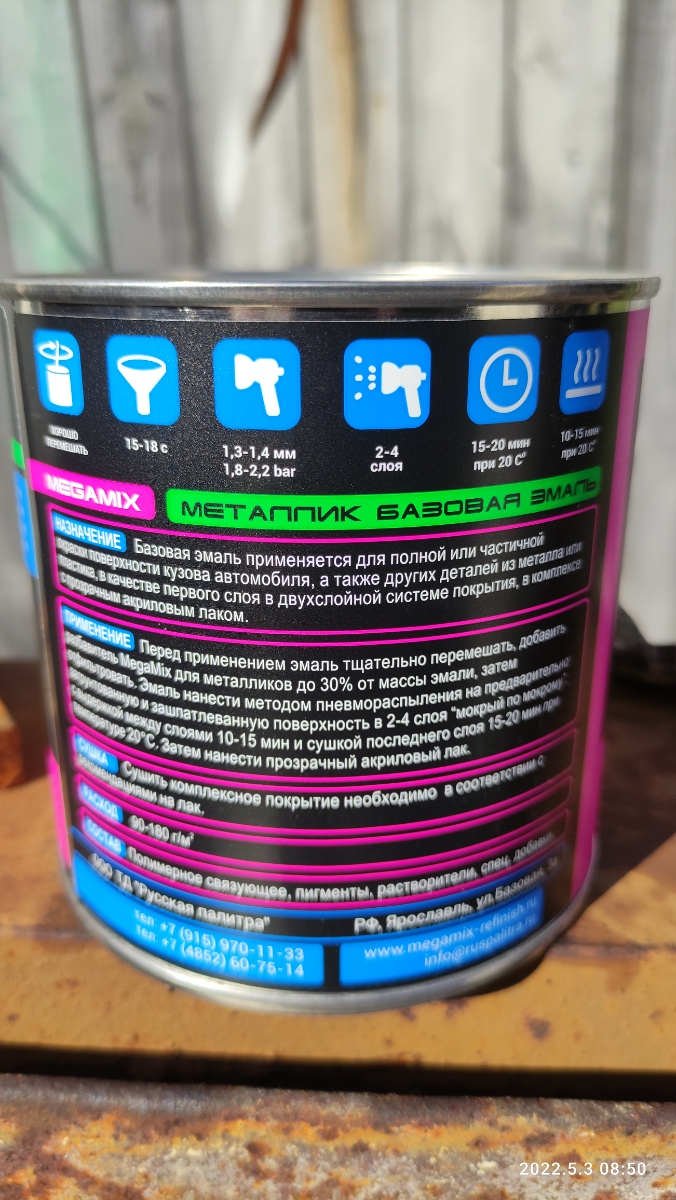 ХОРОШО
ПЕРЕМЕШАТЬ
15-18 с
1,3-1,4 мм
1,8-2,2 bar
2-4
слоя
15-20 мин
при 20 С°
10-15 мин
при 20 С°
MEGAMIX
МЕТАЛЛИК БАЗОВАЯ ЭМАЛЬ
НАЗНАЧЕНИЕ Базовая эмаль применяется для полной или частичной
окраски поверхности кузова автомобиля, а также других деталей из металла или
пластика, в качестве первого слоя в двухслойной системе покрытия, в комплексе
с прозрачным акриловым лаком.
ПРИМЕНЕНИЕ Перед применением эмаль тщательно перемешать, добавить
разбавитель MegaMix для металликов до 30% от массы эмали, затем
отфильтровать. Эмаль нанести методом пневмораспыления на предварительно
загрунтованную и зашпатлеванную поверхность в 2-4 слоя "мокрый по мокрому"
с выдержкой между слоями 10-15 мин и сушкой последнего слоя 15-20 мин при
температуре 20°С. Затем нанести прозрачный акриловый лак.
СУШКА Сушить комплексное покрытие необходимо в соответствии с
рекомендациями на лак.
РАСХОД 90-180 г/м²
СОСТАВ Полимерное связующее, пигменты, растворители, спец. добавки.
ООО ТД "Русская палитра"
РФ, Ярославль, ул. Базовая,
тел: +7 (915) 970-11-33
тел: +7 (4852) 60-75-14
www.megamix-refinish.ru
info@ruspalitra.ru
2022.5.3 08:50